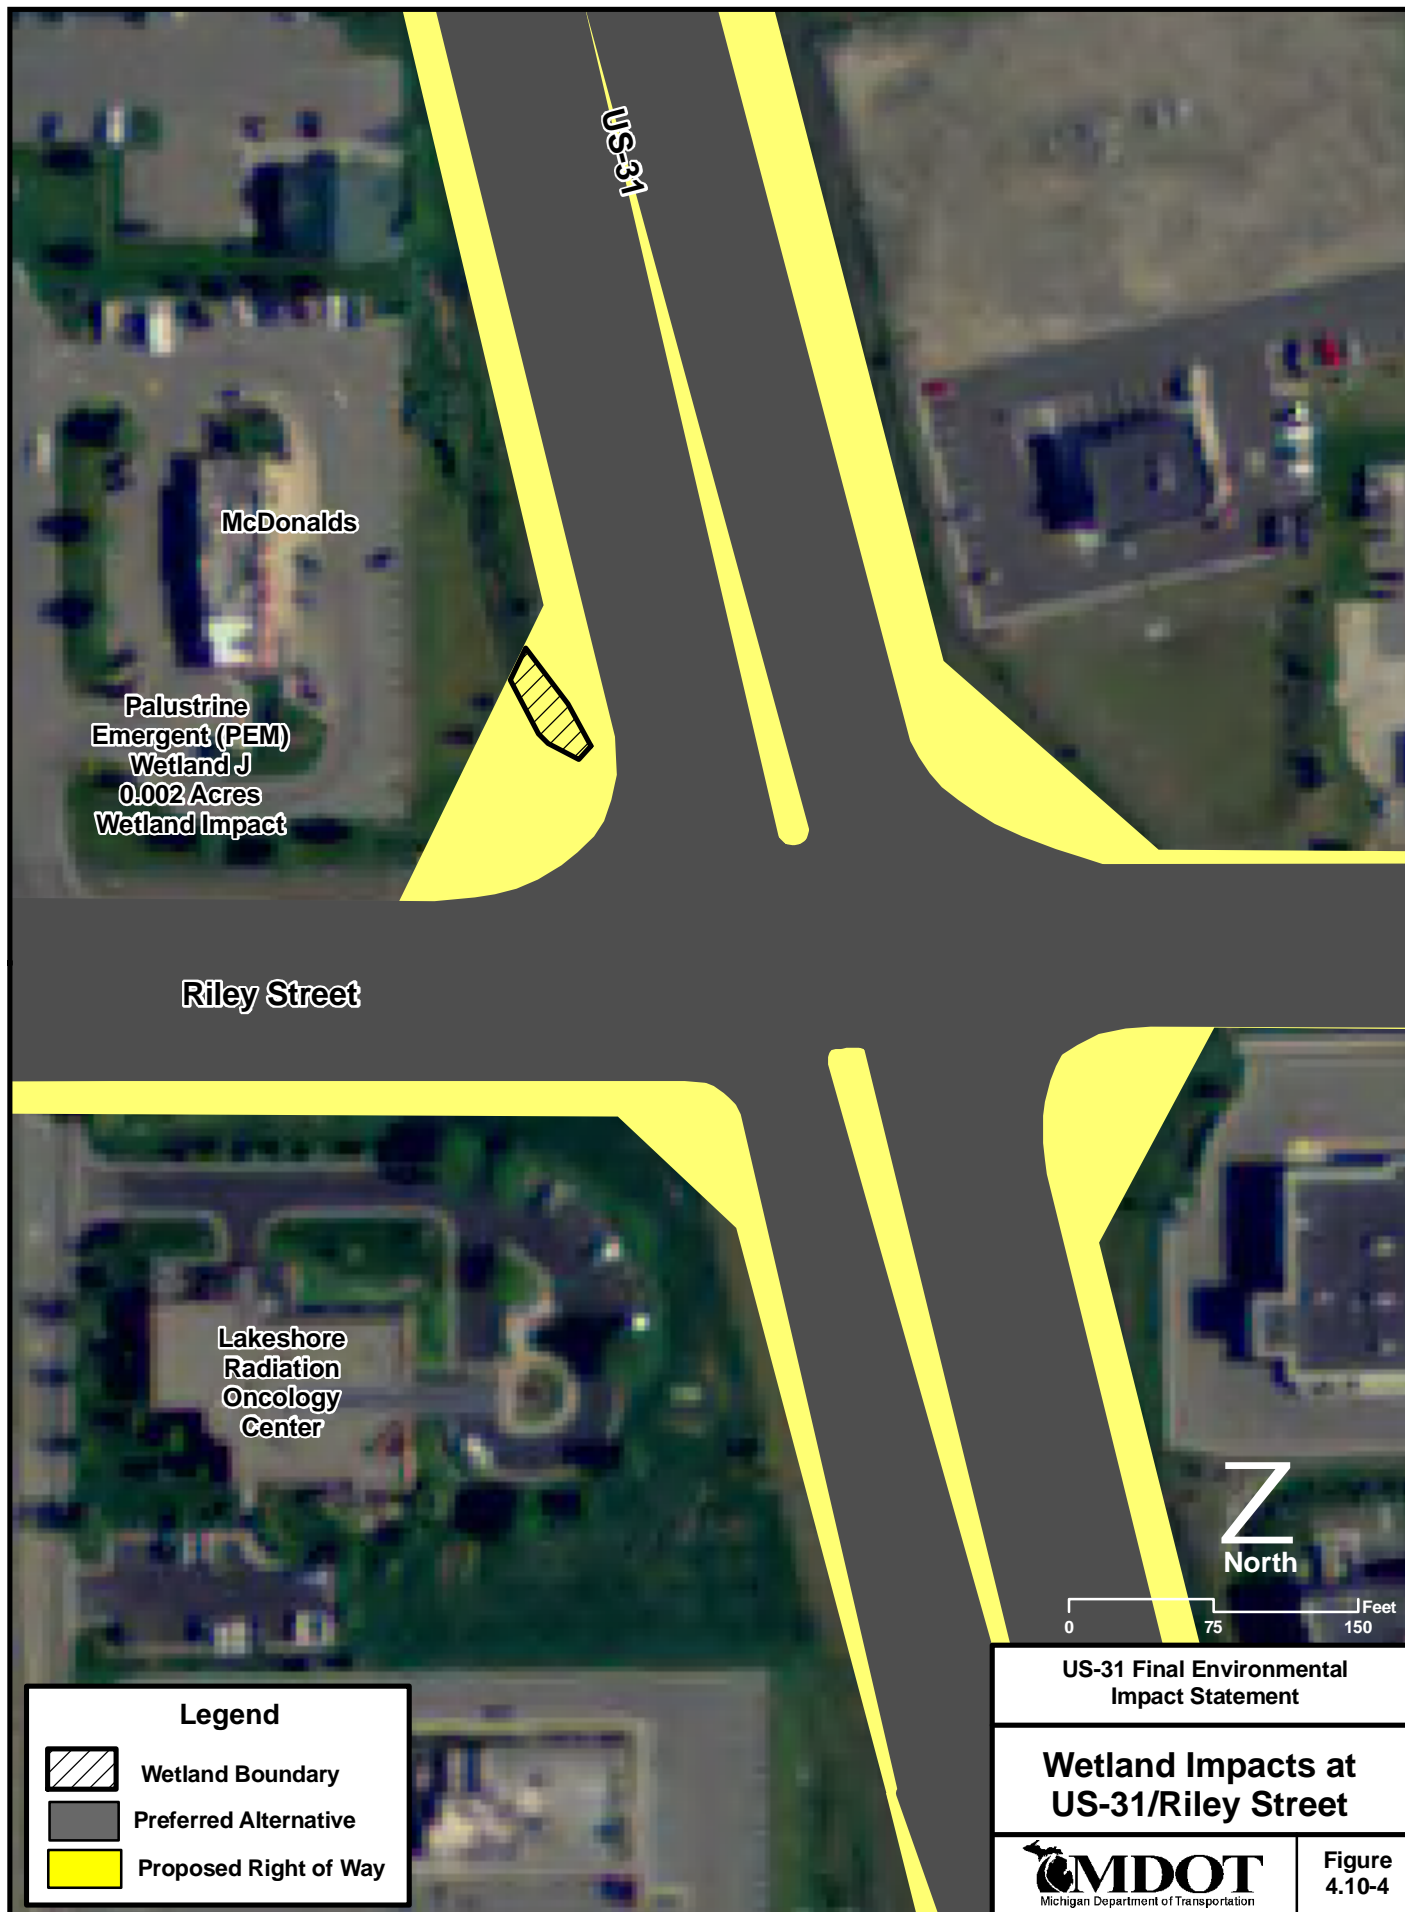 US-31
McDonalds
Palustrine
Emergent (PEM)
Wetland J
0.002 Acres
Wetland Impact
Riley Street
Lakeshore
Radiation
Oncology
Center
Z
North
Feet
0 75 150
Legend
Wetland Boundary
Preferred Alternative
Proposed Right of Way
US-31 Final Environmental
Impact Statement
Wetland Impacts at
US-31/Riley Street
MDOT
Michigan Department of Transportation
Figure
4.10-4